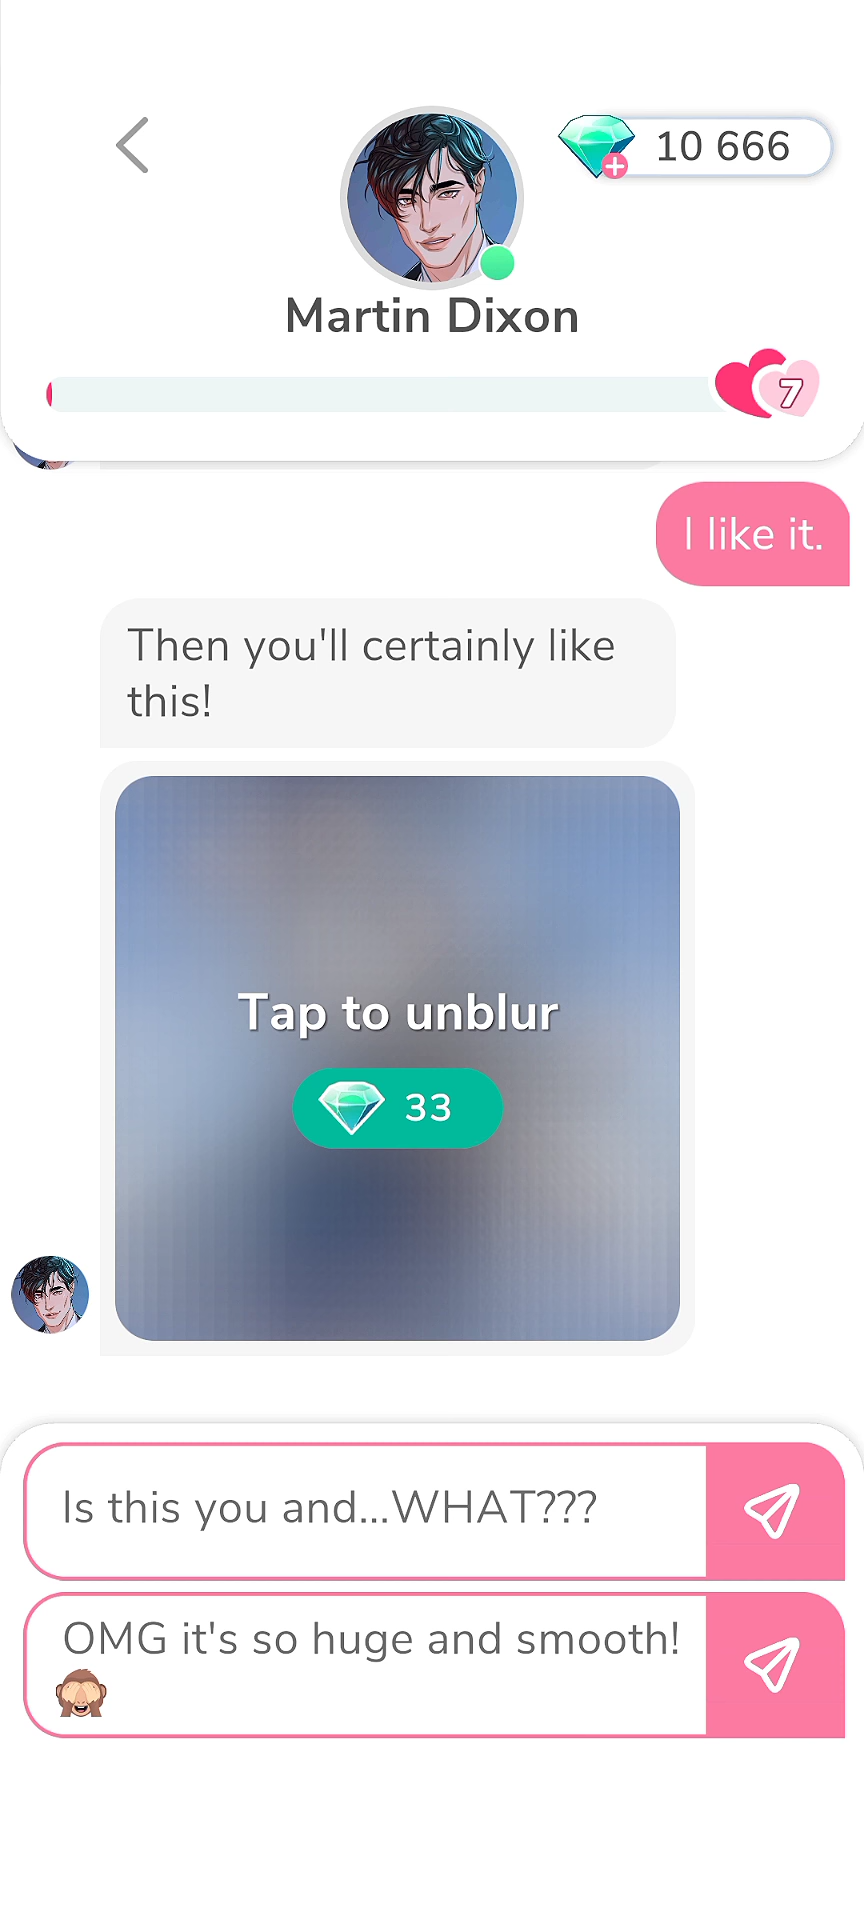 10 666
Martin Dixon
7
I like it.
Then you'll certainly like
this!
Tap to unblur
33
Is this you and...WHAT???
OMG it's so huge and smooth!
🙈